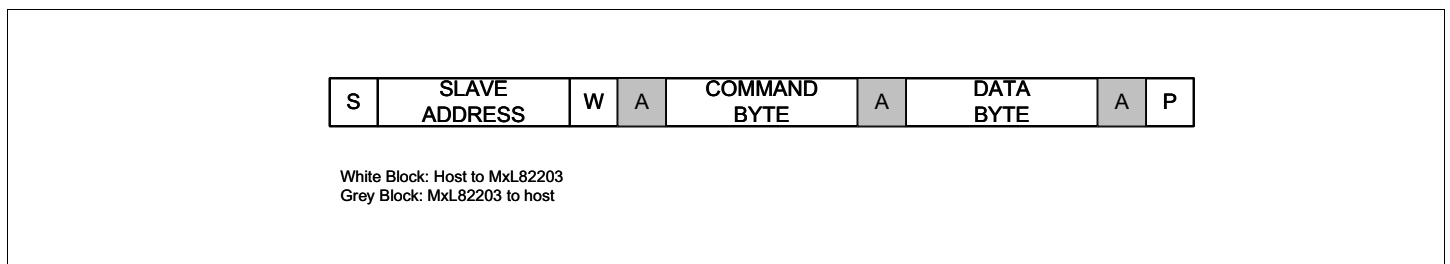 S SLAVE ADDRESS W A COMMAND BYTE A DATA BYTE A P
White Block: Host to MxL82203
Grey Block: MxL82203 to host